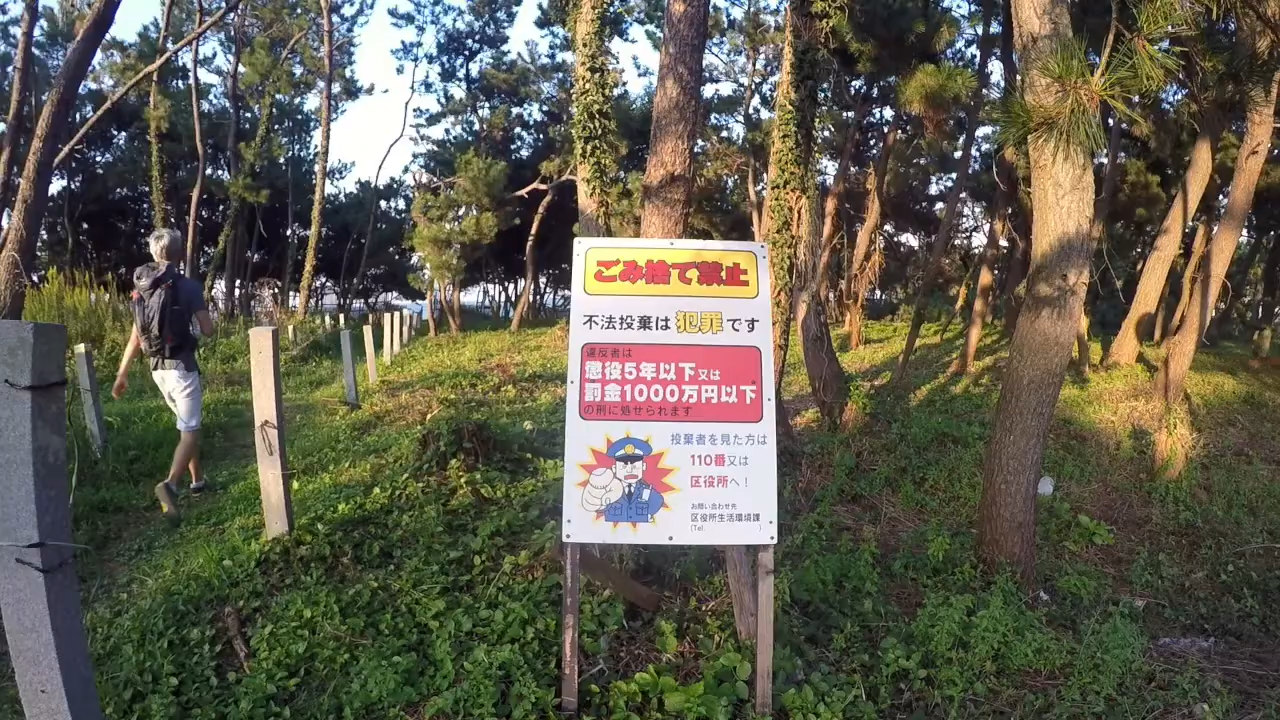 ごみ捨て禁止
不法投棄は犯罪です
違反者は
懲役5年以下又は
罰金1000万円以下
の刑に処せられます
投棄者を見た方は
110番又は
区役所へ!
お問い合わせ先
区役所生活環境課
(Tel. )